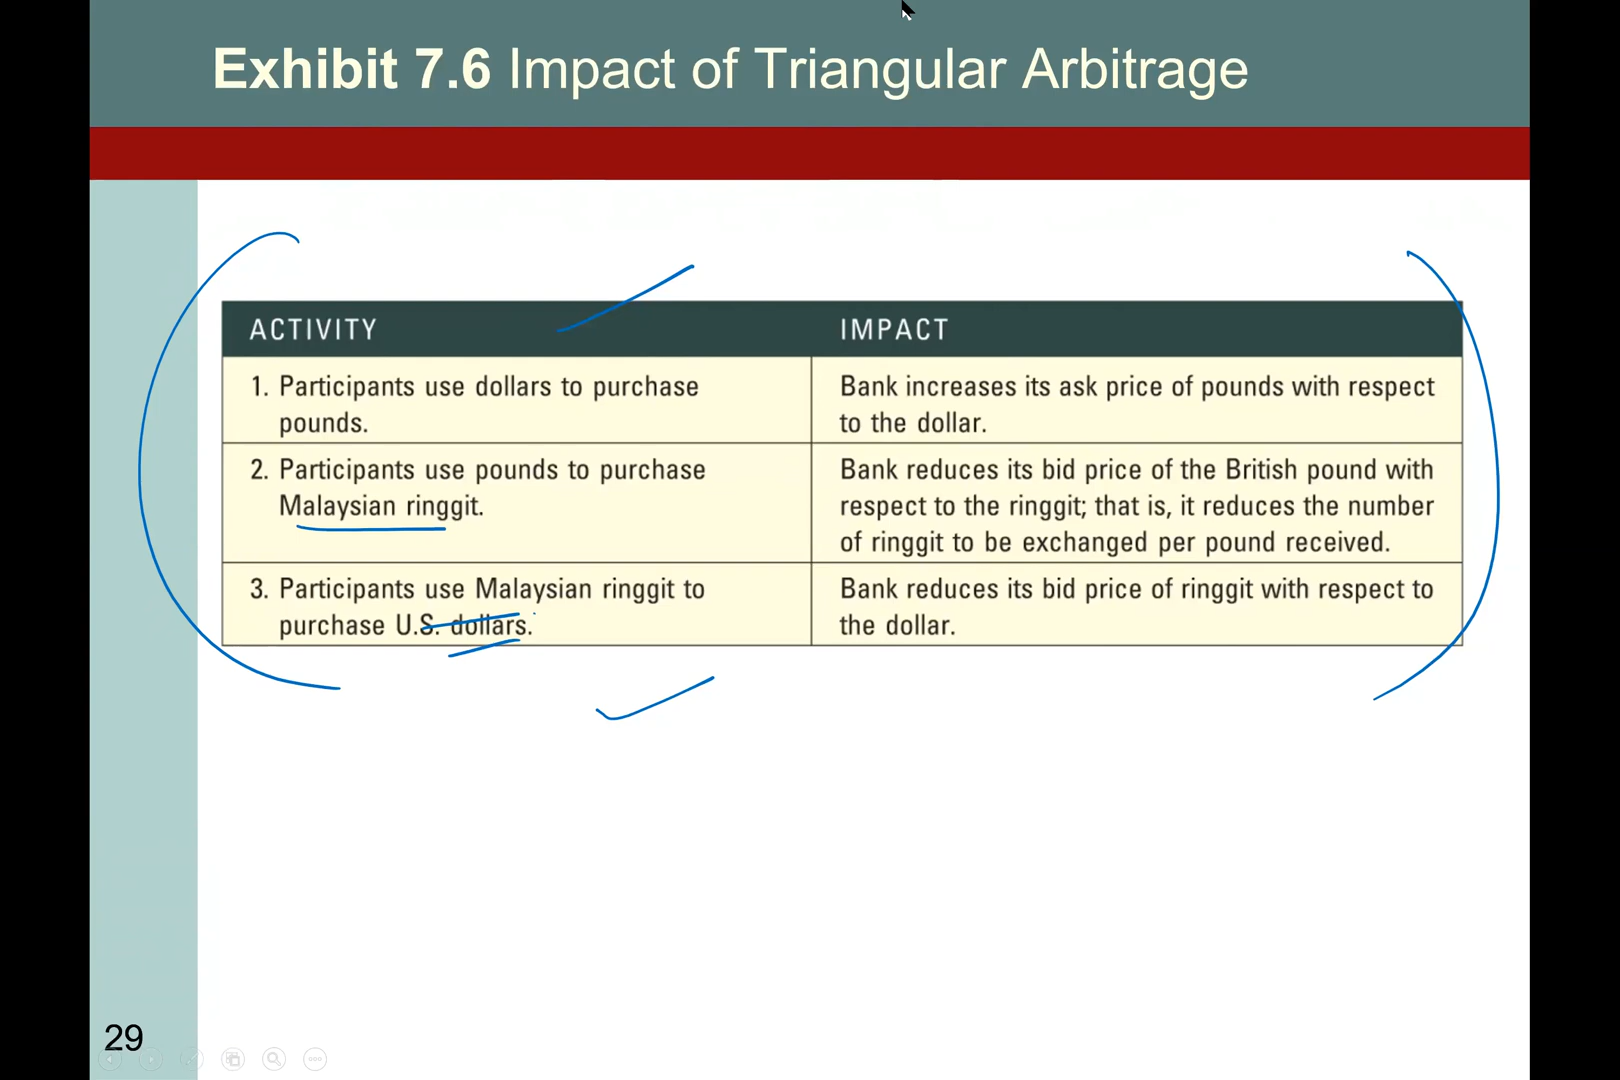 Exhibit 7.6 Impact of Triangular Arbitrage
ACTIVITY
IMPACT
1. Participants use dollars to purchase
pounds.
Bank increases its ask price of pounds with respect
to the dollar.
2. Participants use pounds to purchase
Malaysian ringgit.
Bank reduces its bid price of the British pound with
respect to the ringgit; that is, it reduces the number
of ringgit to be exchanged per pound received.
3. Participants use Malaysian ringgit to
purchase U.S. dollars.
Bank reduces its bid price of ringgit with respect to
the dollar.
29